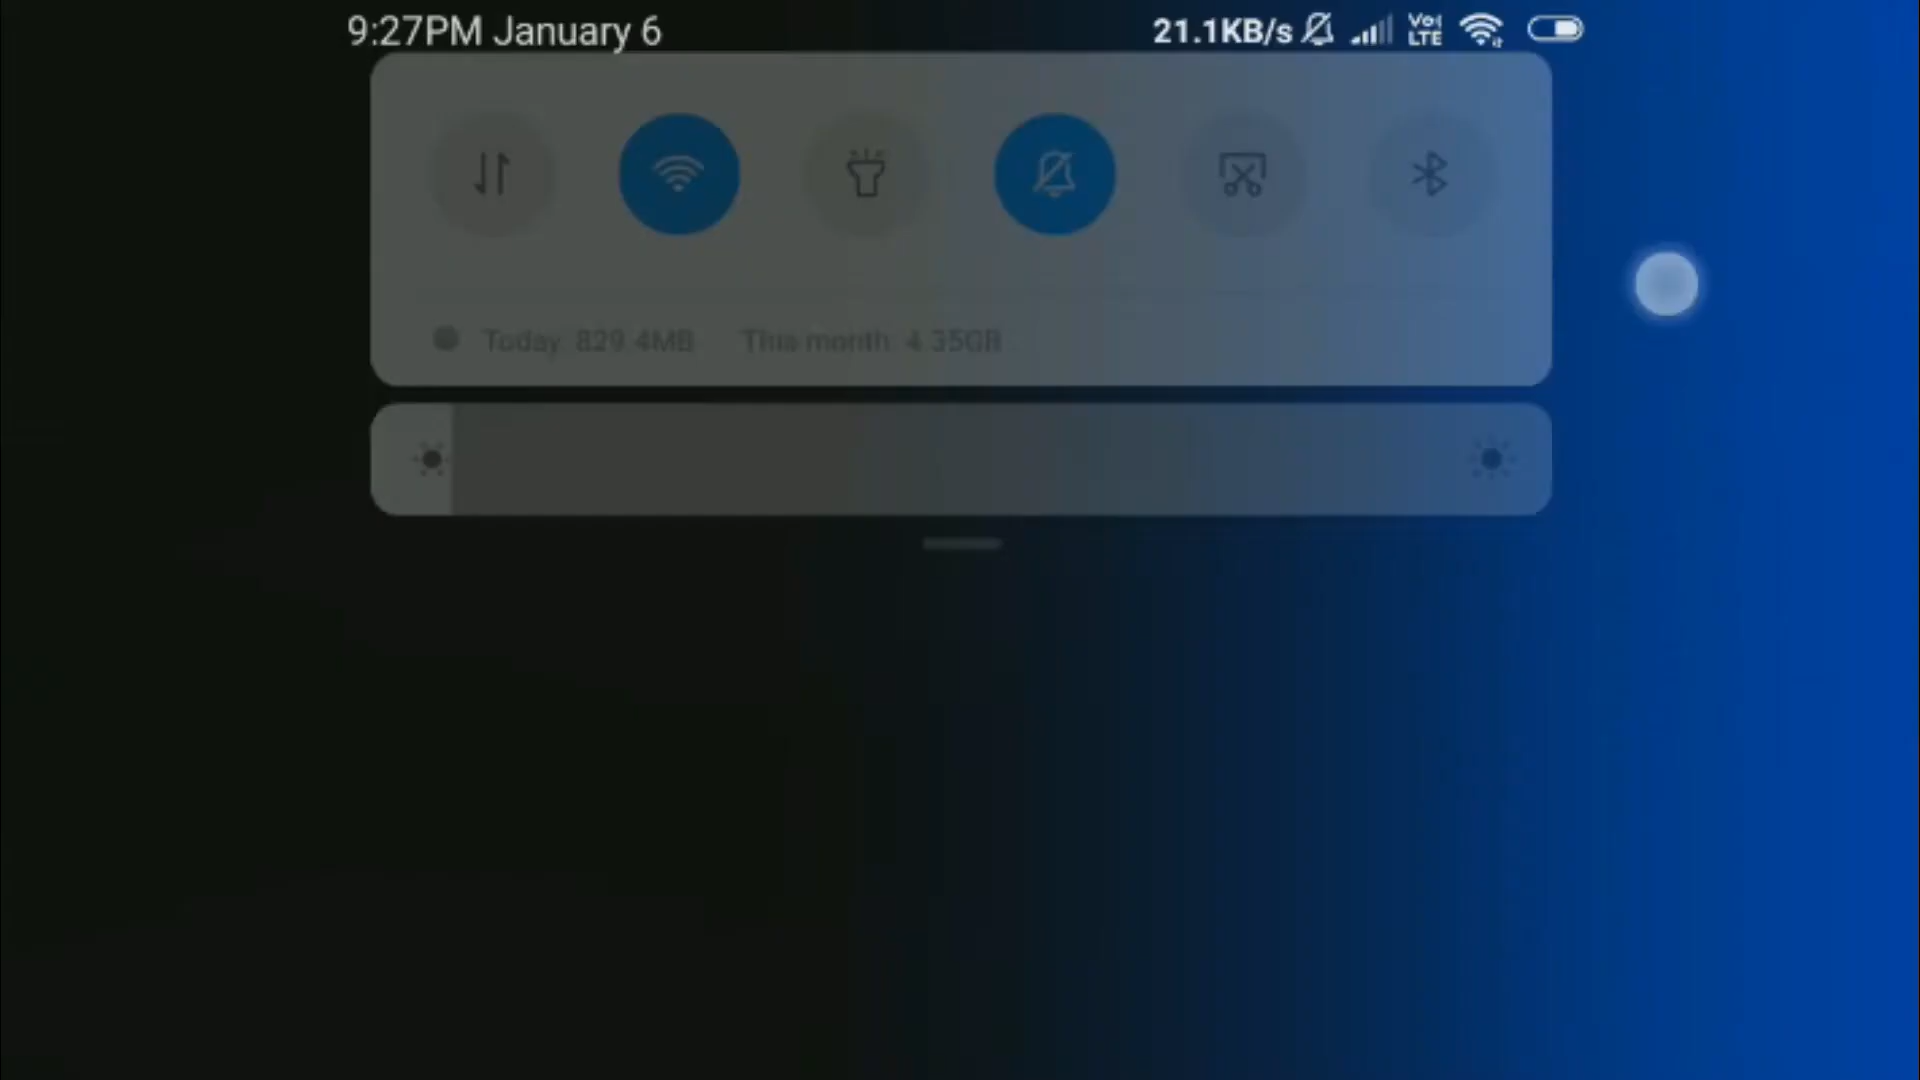 9:27PM January 6
21.1KB/s
Vo)
LTE
Today: 829.4MB This month: 4.35GB